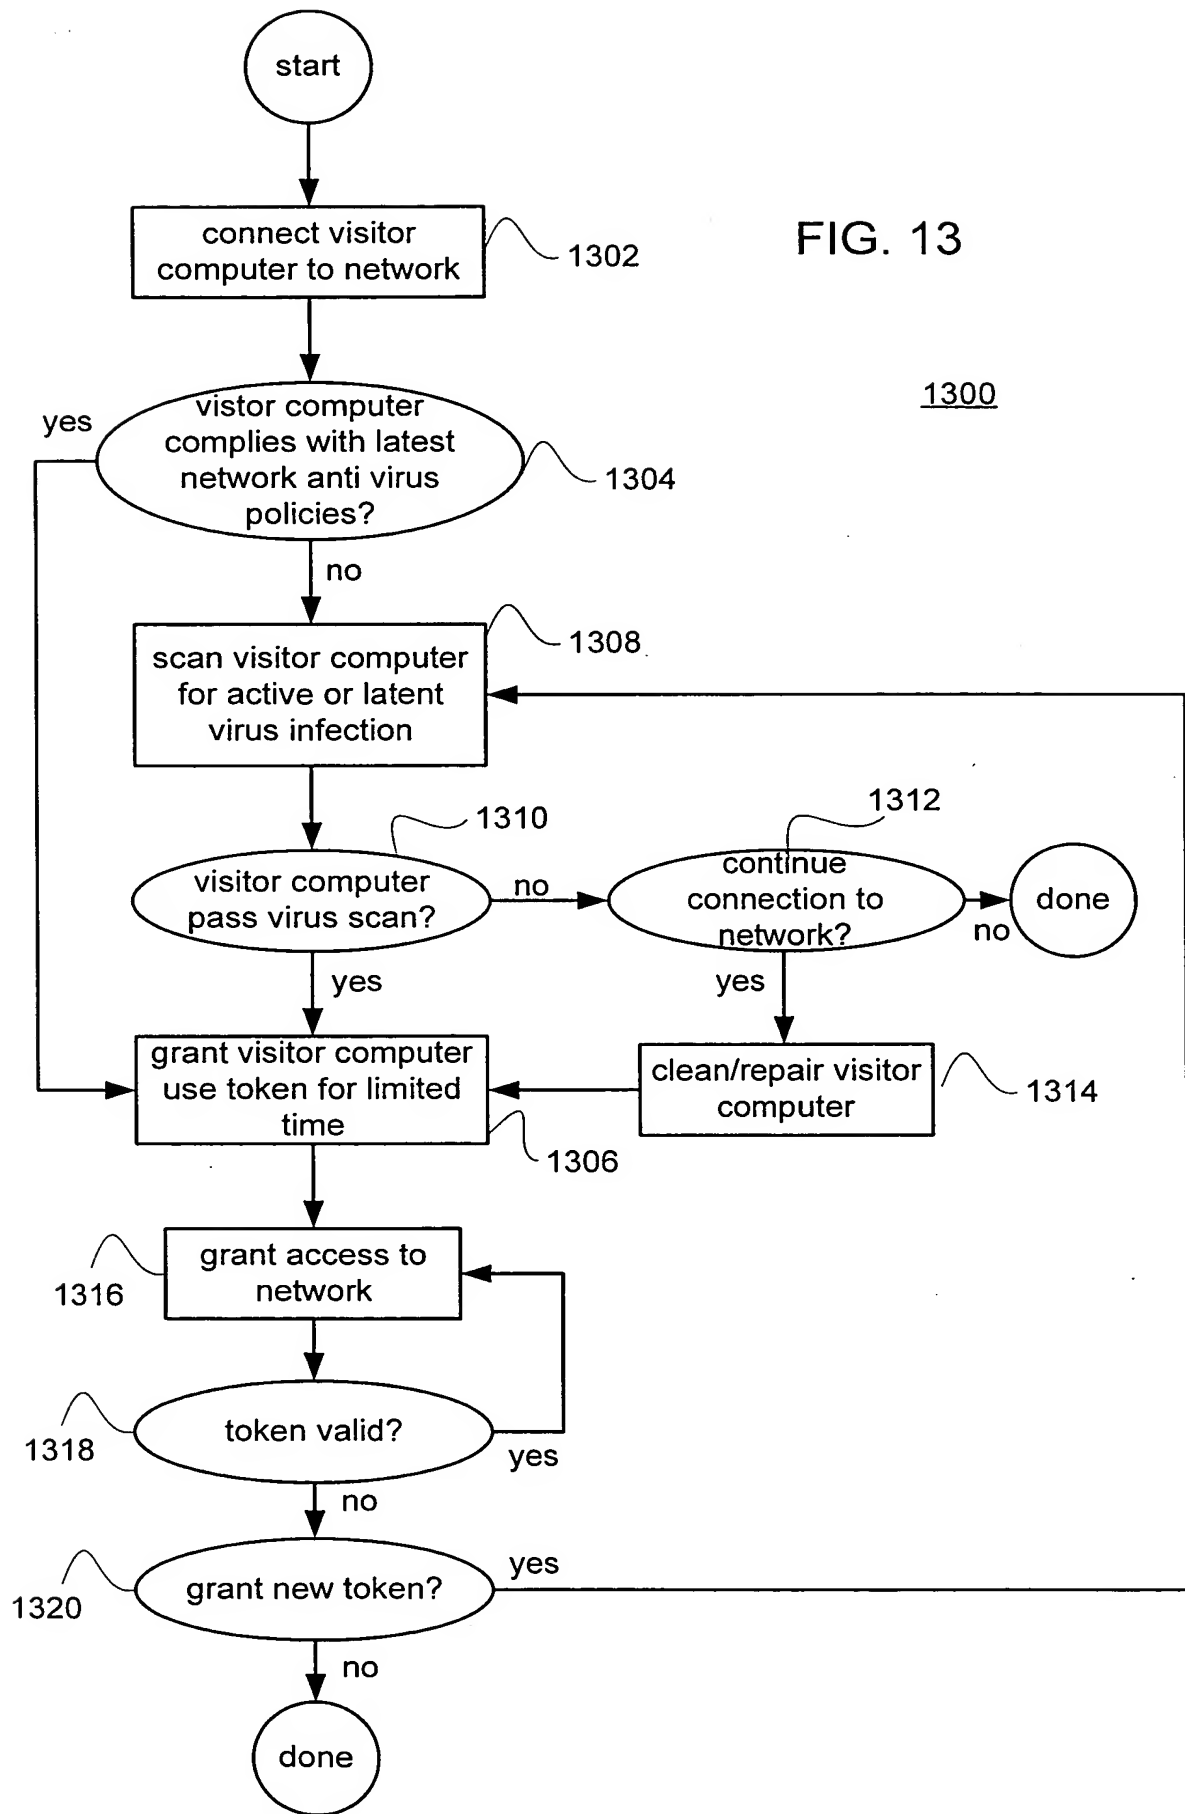 start
connect visitor
computer to network
1302
FIG. 13
1300
yes
vistor computer
complies with latest
network anti virus
policies?
1304
no
scan visitor computer
for active or latent
virus infection
1308
1310
visitor computer
pass virus scan?
no
1312
continue
connection to
network?
no
done
yes
yes
grant visitor computer
use token for limited
time
1306
clean/repair visitor
computer
1314
grant access to
network
1316
token valid?
1318
yes
no
grant new token?
1320
yes
no
done